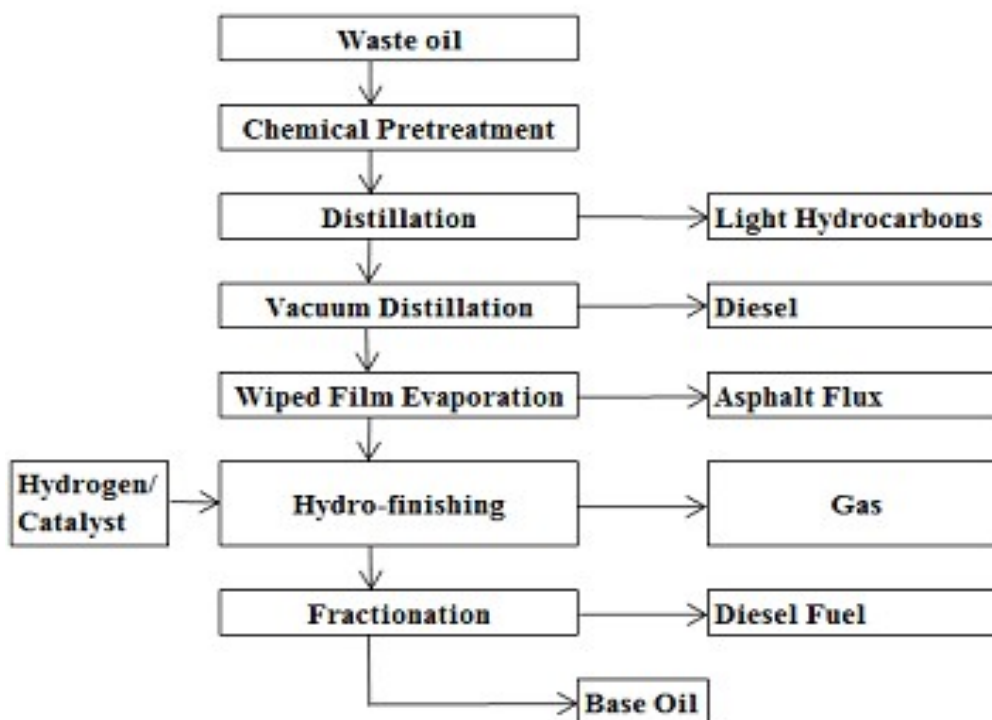 Waste oil
Chemical Pretreatment
Distillation
Light Hydrocarbons
Vacuum Distillation
Diesel
Wiped Film Evaporation
Asphalt Flux
Hydrogen/
Catalyst
Hydro-finishing
Gas
Fractionation
Diesel Fuel
Base Oil